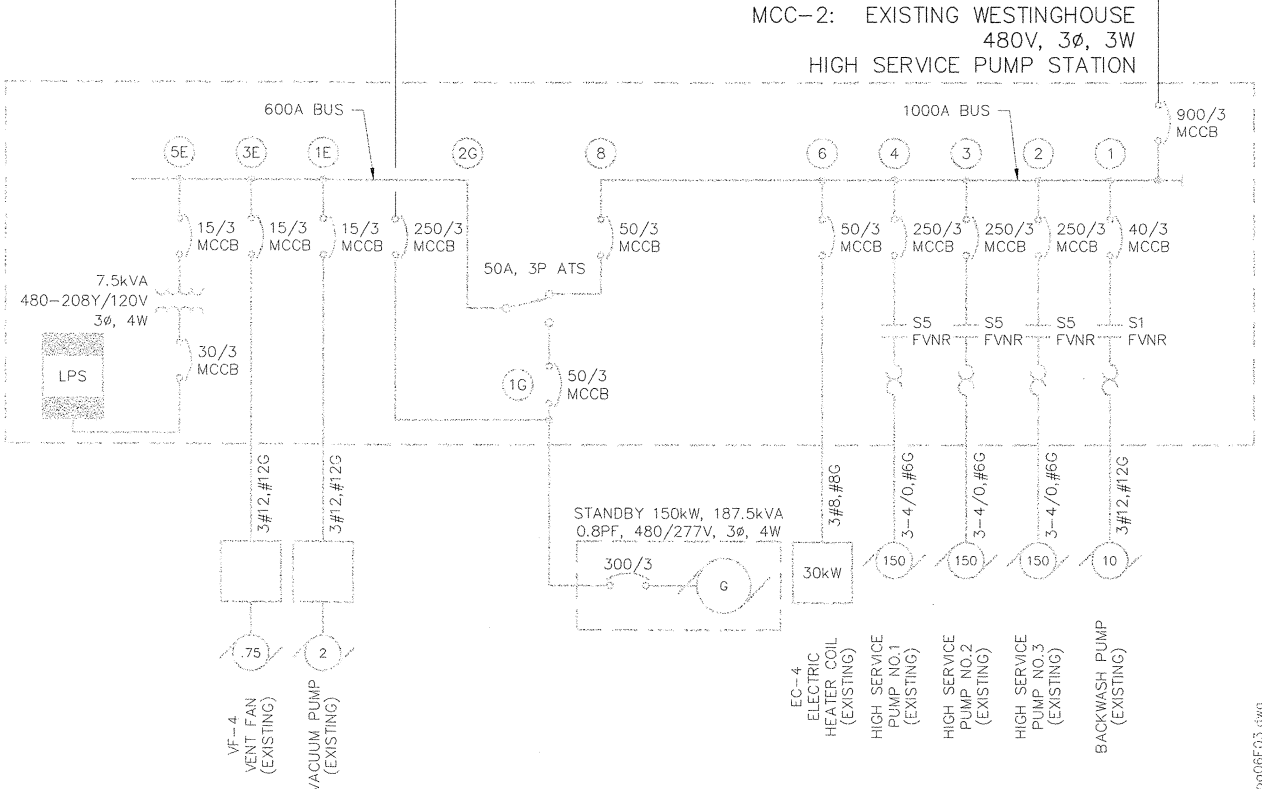 MCC-2: EXISTING WESTINGHOUSE
480V, 3ø, 3W
HIGH SERVICE PUMP STATION
600A BUS
1000A BUS
900/3
MCCB
5E
3E
1E
2G
8
6
4
3
2
1
15/3
MCCB
15/3
MCCB
15/3
MCCB
250/3
MCCB
50/3
MCCB
50/3
MCCB
250/3
MCCB
250/3
MCCB
250/3
MCCB
40/3
MCCB
7.5kVA
480-208Y/120V
3ø, 4W
50A, 3P ATS
30/3
MCCB
LPS
1G
50/3
MCCB
S5
FVNR
S5
FVNR
S5
FVNR
S1
FVNR
3#12,#12G
3#12,#12G
3#8,#8G
3-4/0,#6G
3-4/0,#6G
3-4/0,#6G
3#12,#12G
STANDBY 150kW, 187.5kVA
0.8PF, 480/277V, 3ø, 4W
300/3
G
30kW
150
150
150
10
.75
2
VF-4
VENT FAN
(EXISTING)
VACUUM PUMP
(EXISTING)
EC-4
ELECTRIC
HEATER COIL
(EXISTING)
HIGH SERVICE
PUMP NO.1
(EXISTING)
HIGH SERVICE
PUMP NO.2
(EXISTING)
HIGH SERVICE
PUMP NO.3
(EXISTING)
BACKWASH PUMP
(EXISTING)